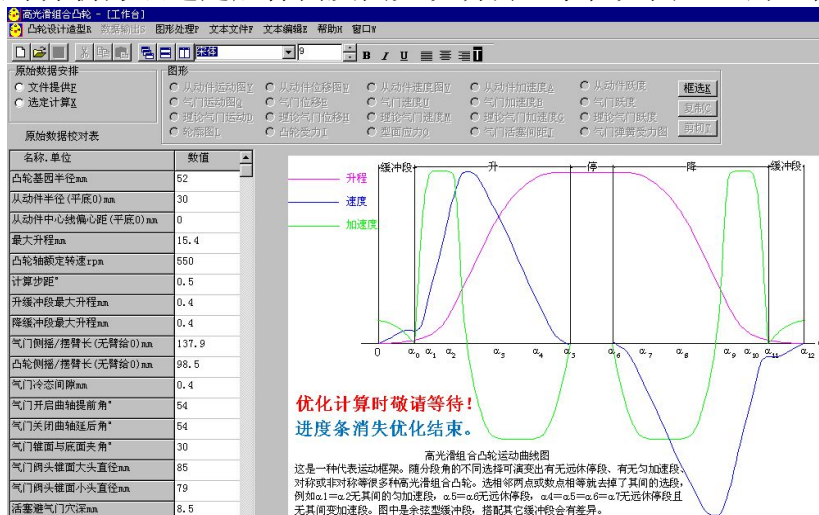 高光滑组合凸轮 - [工作台]
凸轮设计造型R 数据输出S 图形处理P 文本文件F 文本编辑E 帮助H 窗口W
宋体 9 B I U
原始数据安排
文件提供F
选定计算X
图形
从动件运动图Y 从动件位移图V 从动件速度图V 从动件加速度A 从动件跃度
气门运动图Q 气门位移E 气门速度U 气门加速度B 气门跃度
理论气门运动D 理论气门位移H 理论气门速度M 理论气门加速度G 理论气门跃度
轮廓图L 凸轮受力I 型面应力O 气门活塞间距J 气门弹簧受力图
框选K
复制C
剪切T
原始数据校对表
名称.单位 数值
凸轮基园半径mm 52
从动件半径(平底0)mm 30
从动件中心线偏心距(平底0)mm 0
最大升程mm 15.4
凸轮轴额定转速rpm 550
计算步距° 0.5
升缓冲段最大升程mm 0.4
降缓冲段最大升程mm 0.4
气门侧摇/摆臂长(无臂给0)mm 137.9
凸轮侧摇/摆臂长(无臂给0)mm 98.5
气门冷态间隙mm 0.4
气门开启曲轴提前角° 54
气门关闭曲轴延后角° 54
气门锥面与底面夹角° 30
气门阀头锥面大头直径mm 85
气门阀头锥面小头直径mm 79
活塞避气门穴深mm 8.5
缓冲段 升 停 降 缓冲段
升程
速度
加速度
0 α₀ α₁ α₂ α₃ α₄ α₅ α₆ α₇ α₈ α₉ α₁₀ α₁₁ α₁₂
优化计算时敬请等待!
进度条消失优化结束。
高光滑组合凸轮运动曲线图
这是一种代表运动框架。随分段角的不同选择可演变出有无远休停段、有无匀加速段、
对称或非对称等很多种高光滑组合凸轮。选相邻两点或数点相等就去掉了其间的选段,
例如α1=α2无其间的匀加速段,α5=α6无远休停段,α4=α5=α6=α7无远休停段且
无其间变加速段。图中是余弦型缓冲段,搭配其它缓冲段会有差异。